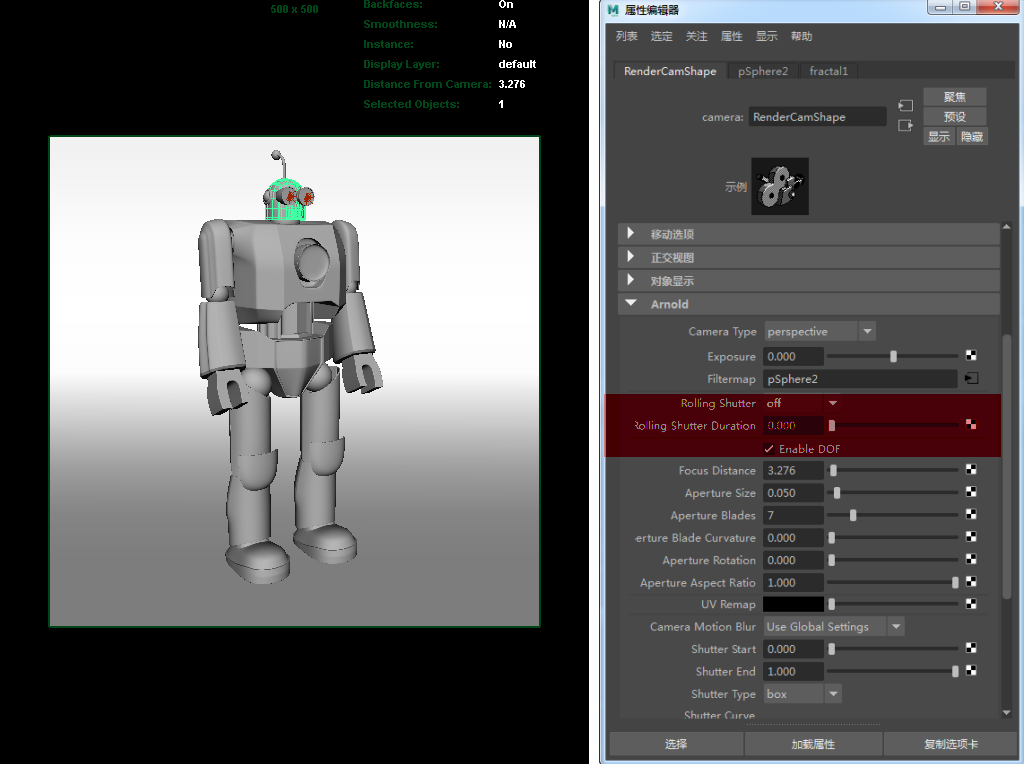 500 x 500
Backfaces: On
Smoothness: N/A
Instance: No
Display Layer: default
Distance From Camera: 3.276
Selected Objects: 1
属性编辑器
列表 选定 关注 属性 显示 帮助
RenderCamShape pSphere2 fractal1
camera: RenderCamShape
聚焦
预设
显示 隐藏
示例
移动选项
正交视图
对象显示
Arnold
Camera Type perspective
Exposure 0.000
Filtermap pSphere2
Rolling Shutter off
Rolling Shutter Duration 0.000
Enable DOF
Focus Distance 3.276
Aperture Size 0.050
Aperture Blades 7
erture Blade Curvature 0.000
Aperture Rotation 0.000
Aperture Aspect Ratio 1.000
UV Remap
Camera Motion Blur Use Global Settings
Shutter Start 0.000
Shutter End 1.000
Shutter Type box
Shutter Curve
选择 加载属性 复制选项卡